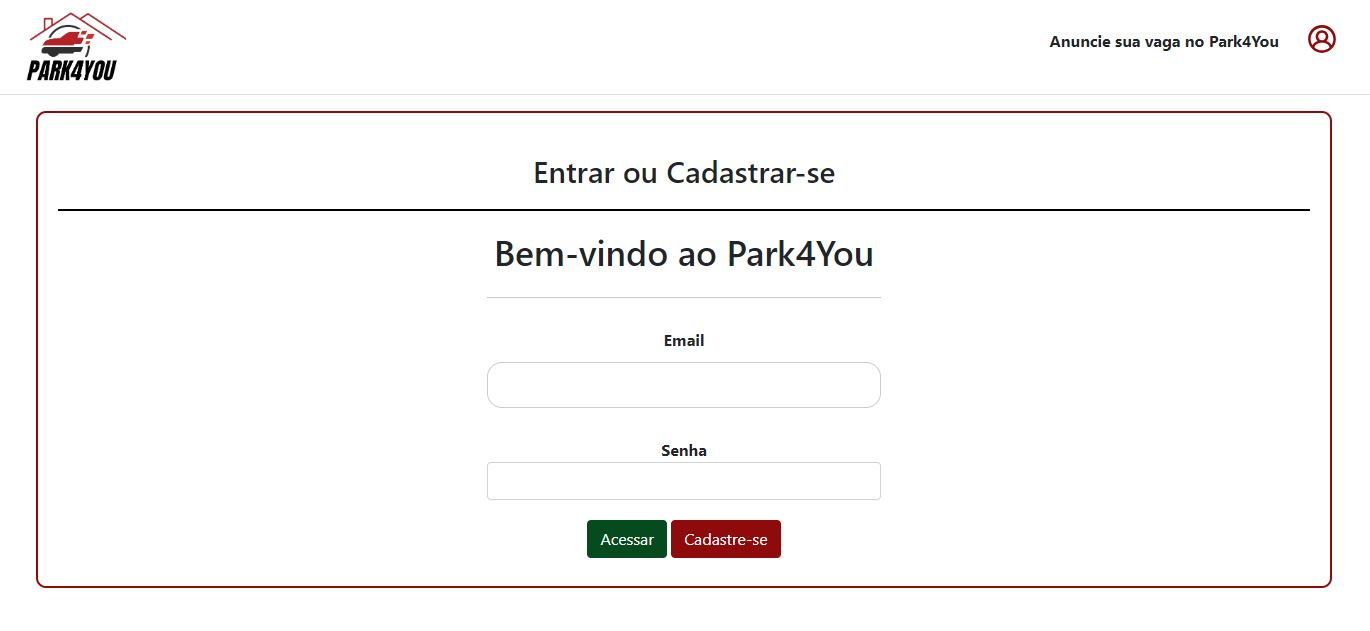 PARK4YOU
Anuncie sua vaga no Park4You
Entrar ou Cadastrar-se
Bem-vindo ao Park4You
Email
Senha
Acessar
Cadastre-se